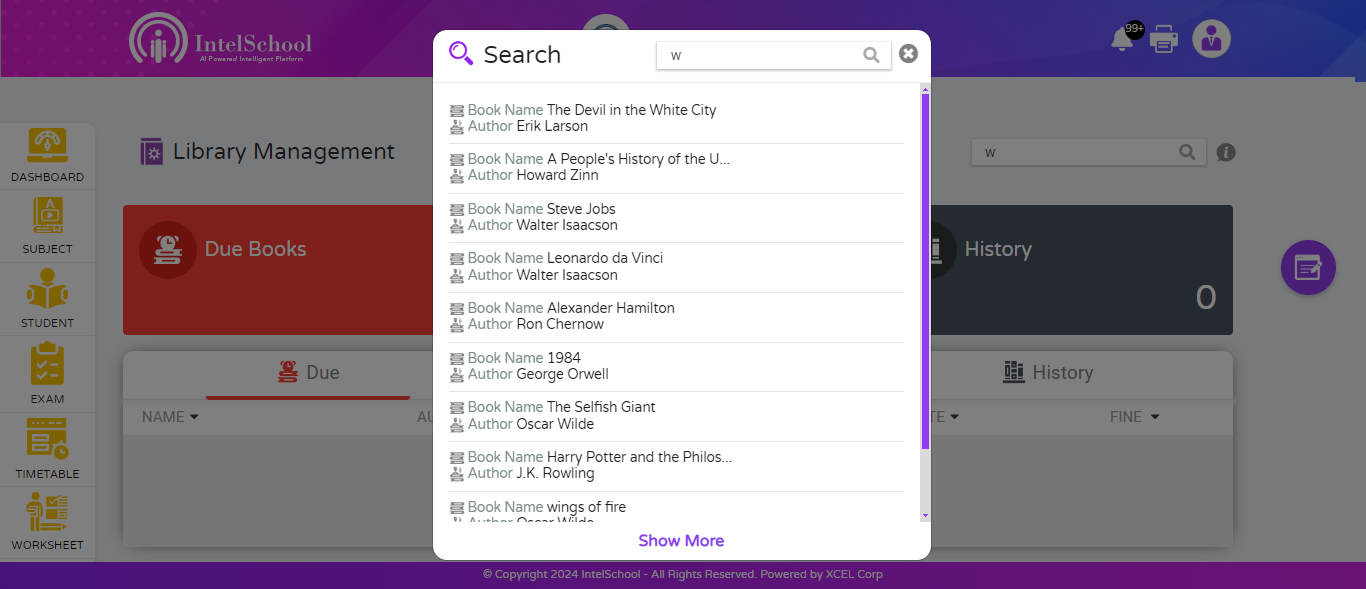 IntelSchool
AI Powered Intelligent Platform
99+
Search
w
Library Management
w
DASHBOARD
SUBJECT
STUDENT
EXAM
TIMETABLE
WORKSHEET
Due Books
History
0
Due
History
NAME
AU
TE
FINE
Book Name The Devil in the White City
Author Erik Larson
Book Name A People's History of the U...
Author Howard Zinn
Book Name Steve Jobs
Author Walter Isaacson
Book Name Leonardo da Vinci
Author Walter Isaacson
Book Name Alexander Hamilton
Author Ron Chernow
Book Name 1984
Author George Orwell
Book Name The Selfish Giant
Author Oscar Wilde
Book Name Harry Potter and the Philos...
Author J.K. Rowling
Book Name wings of fire
Author Oscar Wilde
Show More
© Copyright 2024 IntelSchool - All Rights Reserved. Powered by XCEL Corp